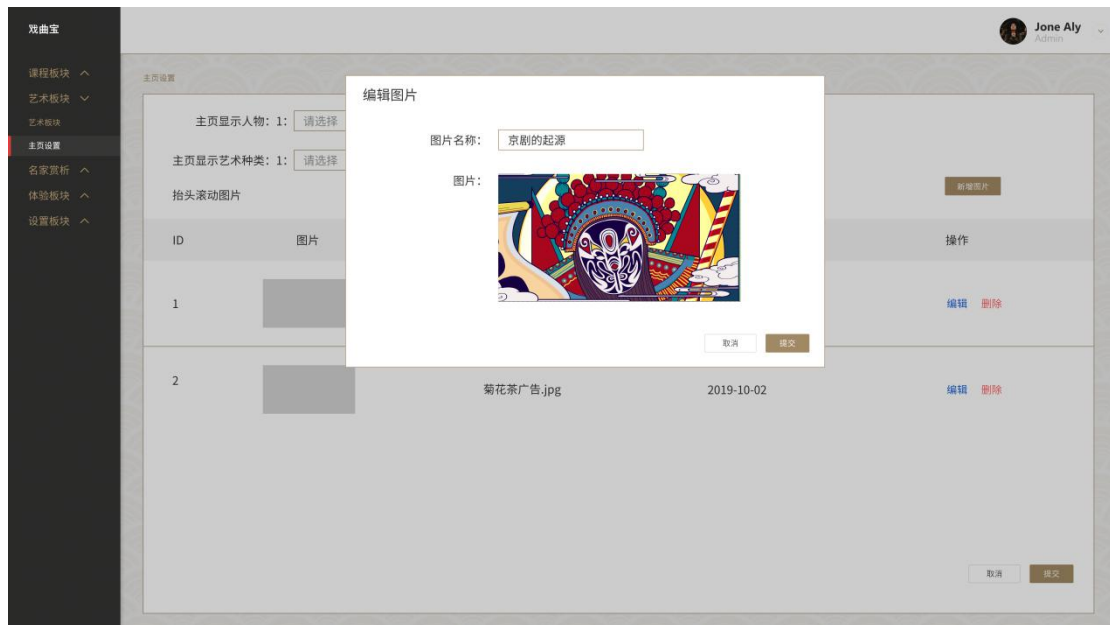 戏曲宝
Jone Aly
Admin
课程板块
艺术板块
艺术板块
主页设置
名家赏析
体验板块
设置板块
主页设置
编辑图片
图片名称： 京剧的起源
图片：
取消 提交
主页显示人物：1： 请选择
主页显示艺术种类：1： 请选择
抬头滚动图片 新增图片
ID 图片 操作
1 编辑 删除
2 菊花茶广告.jpg 2019-10-02 编辑 删除
取消 提交